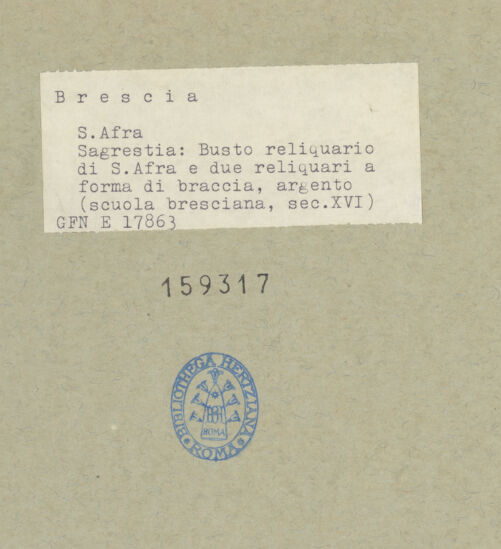 B r e s c i a
S.Afra
Sagrestia: Busto reliquario
di S.Afra e due reliquari a
forma di braccia, argento
(scuola bresciana, sec.XVI)
GFN E 17863
159317
BIBLIOTHECA HERTZIANA
ROMA
ROMA